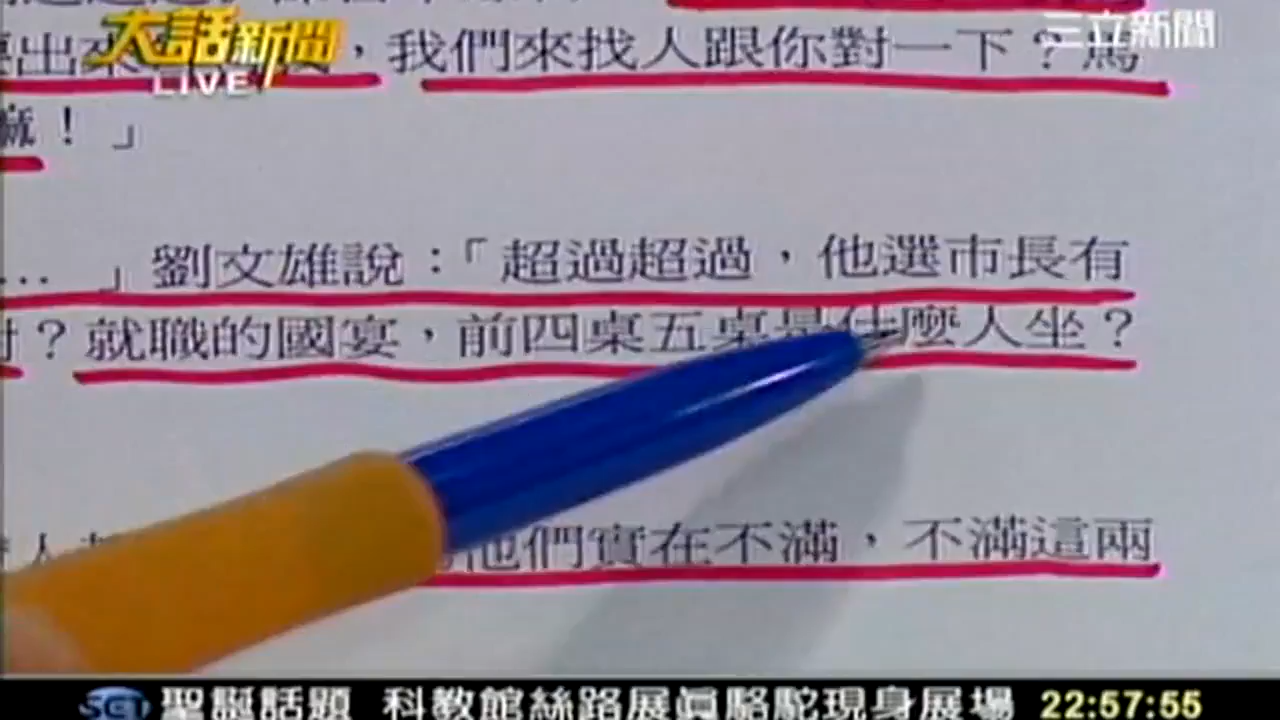 大話新聞
LIVE
三立新聞
出來，我們來找人跟你對一下？罵
贏！」
…」劉文雄說：「超過超過，他選市長有
？就職的國宴，前四桌五桌是什麼人坐？
人 他們實在不滿，不滿這兩
SET 聖誕話題 科教館絲路展真駱駝現身展場 22:57:55